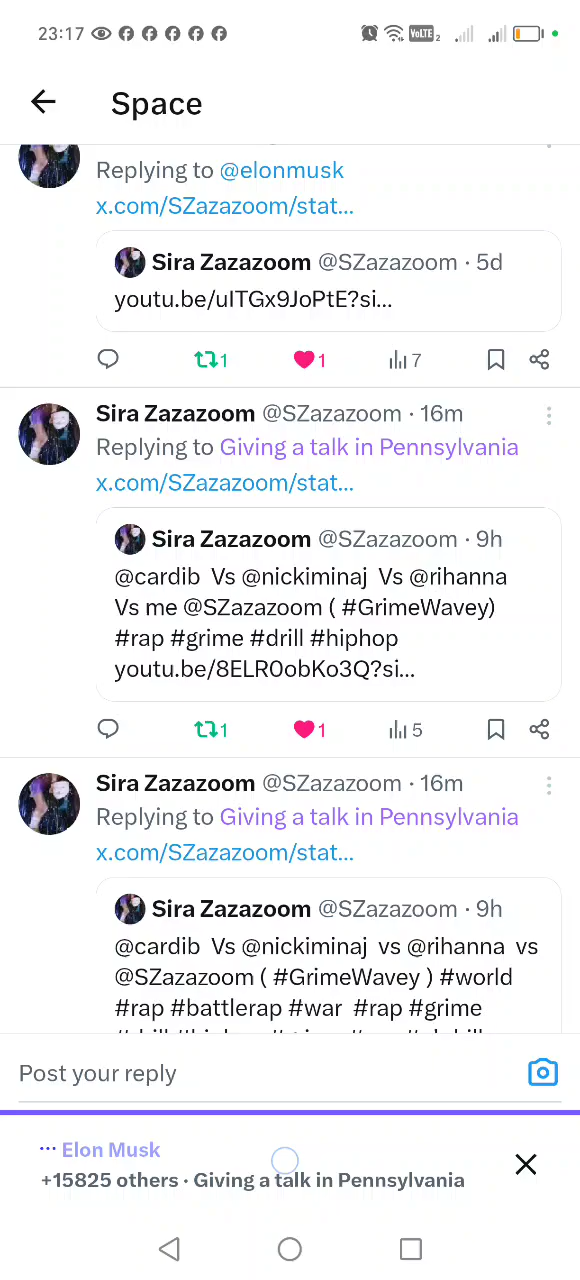 23:17
VoLTE 2
Space
Replying to @elonmusk
x.com/SZazazoom/stat...
Sira Zazazoom @SZazazoom · 5d
youtu.be/uITGx9JoPtE?si...
1 1 7
Sira Zazazoom @SZazazoom · 16m
Replying to Giving a talk in Pennsylvania
x.com/SZazazoom/stat...
Sira Zazazoom @SZazazoom · 9h
@cardib Vs @nickiminaj Vs @rihanna
Vs me @SZazazoom ( #GrimeWavey)
#rap #grime #drill #hiphop
youtu.be/8ELR0obKo3Q?si...
1 1 5
Sira Zazazoom @SZazazoom · 16m
Replying to Giving a talk in Pennsylvania
x.com/SZazazoom/stat...
Sira Zazazoom @SZazazoom · 9h
@cardib Vs @nickiminaj vs @rihanna vs
@SZazazoom ( #GrimeWavey ) #world
#rap #battlerap #war #rap #grime
Post your reply
Elon Musk
+15825 others · Giving a talk in Pennsylvania